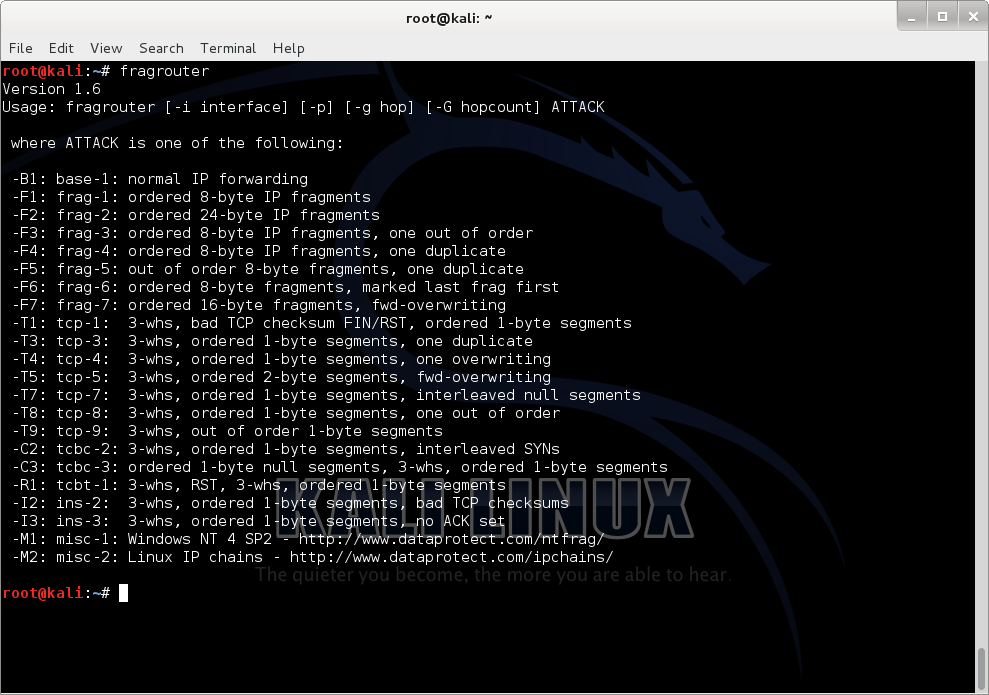 root@kali: ~
File Edit View Search Terminal Help
root@kali:~# fragrouter
Version 1.6
Usage: fragrouter [-i interface] [-p] [-g hop] [-G hopcount] ATTACK
where ATTACK is one of the following:
-B1: base-1: normal IP forwarding
-F1: frag-1: ordered 8-byte IP fragments
-F2: frag-2: ordered 24-byte IP fragments
-F3: frag-3: ordered 8-byte IP fragments, one out of order
-F4: frag-4: ordered 8-byte IP fragments, one duplicate
-F5: frag-5: out of order 8-byte fragments, one duplicate
-F6: frag-6: ordered 8-byte fragments, marked last frag first
-F7: frag-7: ordered 16-byte fragments, fwd-overwriting
-T1: tcp-1:  3-whs, bad TCP checksum FIN/RST, ordered 1-byte segments
-T3: tcp-3:  3-whs, ordered 1-byte segments, one duplicate
-T4: tcp-4:  3-whs, ordered 1-byte segments, one overwriting
-T5: tcp-5:  3-whs, ordered 2-byte segments, fwd-overwriting
-T7: tcp-7:  3-whs, ordered 1-byte segments, interleaved null segments
-T8: tcp-8:  3-whs, ordered 1-byte segments, one out of order
-T9: tcp-9:  3-whs, out of order 1-byte segments
-C2: tcbc-2: 3-whs, ordered 1-byte segments, interleaved SYNs
-C3: tcbc-3: ordered 1-byte null segments, 3-whs, ordered 1-byte segments
-R1: tcbt-1: 3-whs, RST, 3-whs, ordered 1-byte segments
-I2: ins-2:  3-whs, ordered 1-byte segments, bad TCP checksums
-I3: ins-3:  3-whs, ordered 1-byte segments, no ACK set
-M1: misc-1: Windows NT 4 SP2 - http://www.dataprotect.com/ntfrag/
-M2: misc-2: Linux IP chains - http://www.dataprotect.com/ipchains/
KALI LINUX
The quieter you become, the more you are able to hear.
root@kali:~#